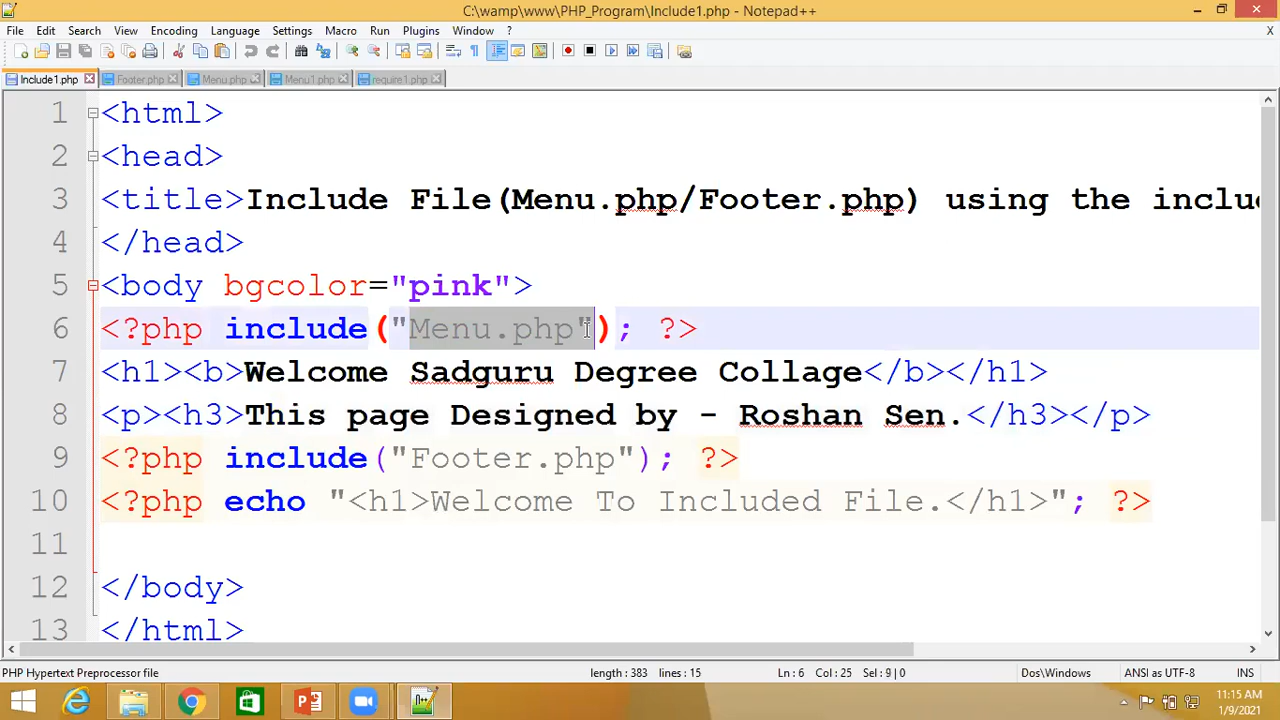 C:\wamp\www\PHP_Program\Include1.php - Notepad++
File Edit Search View Encoding Language Settings Macro Run Plugins Window ?
X
Include1.php Footer.php Menu.php Menu1.php require1.php
1 <html>
2 <head>
3 <title>Include File(Menu.php/Footer.php) using the inclu
4 </head>
5 <body bgcolor="pink">
6 <?php include("Menu.php"); ?>
7 <h1><b>Welcome Sadguru Degree Collage</b></h1>
8 <p><h3>This page Designed by - Roshan Sen.</h3></p>
9 <?php include("Footer.php"); ?>
10 <?php echo "<h1>Welcome To Included File.</h1>"; ?>
11
12 </body>
13 </html>
PHP Hypertext Preprocessor file length : 383 lines : 15 Ln : 6 Col : 25 Sel : 9 | 0 Dos\Windows ANSI as UTF-8 INS
11:15 AM
1/9/2021